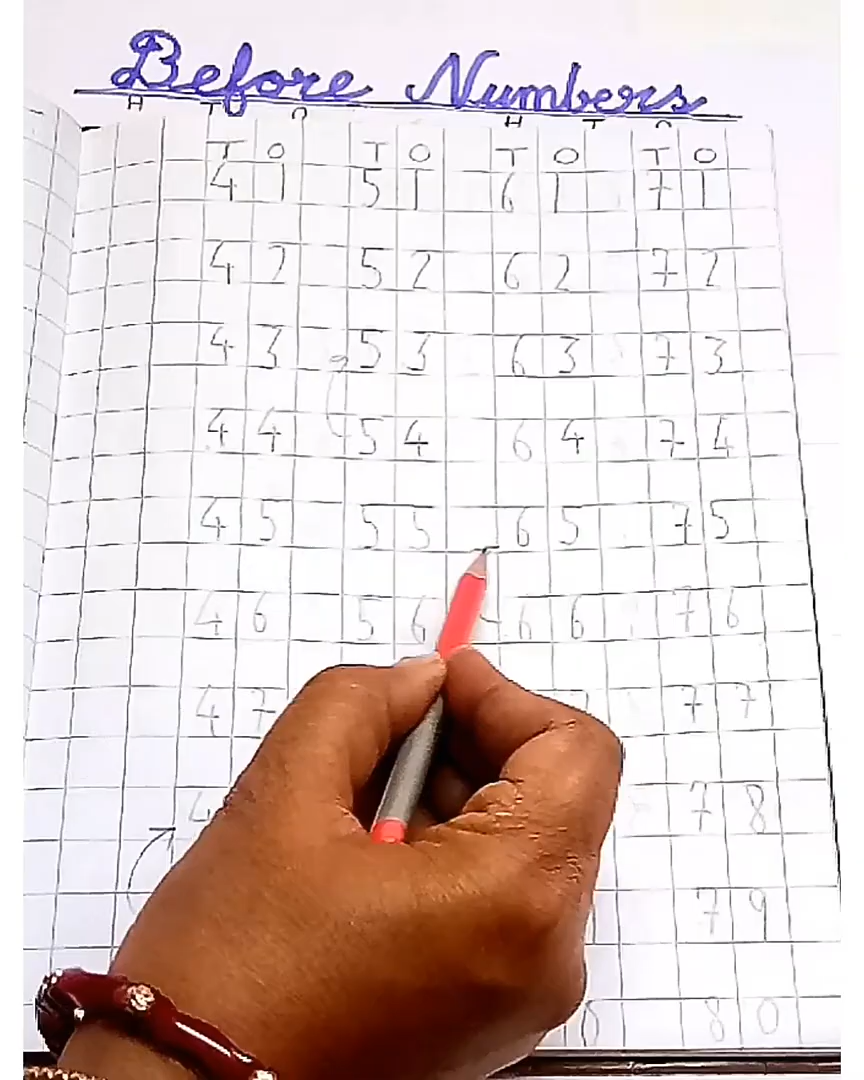 Before Numbers
H T O H T O
T O T O T O T O
4 1 5 1 6 1 7 1
4 2 5 2 6 2 7 2
4 3 5 3 6 3 7 3
4 4 5 4 6 4 7 4
4 5 5 5 6 5 7 5
4 6 5 6 6 6 7 6
4 7 7 7
4 7 8
7 9
8 0